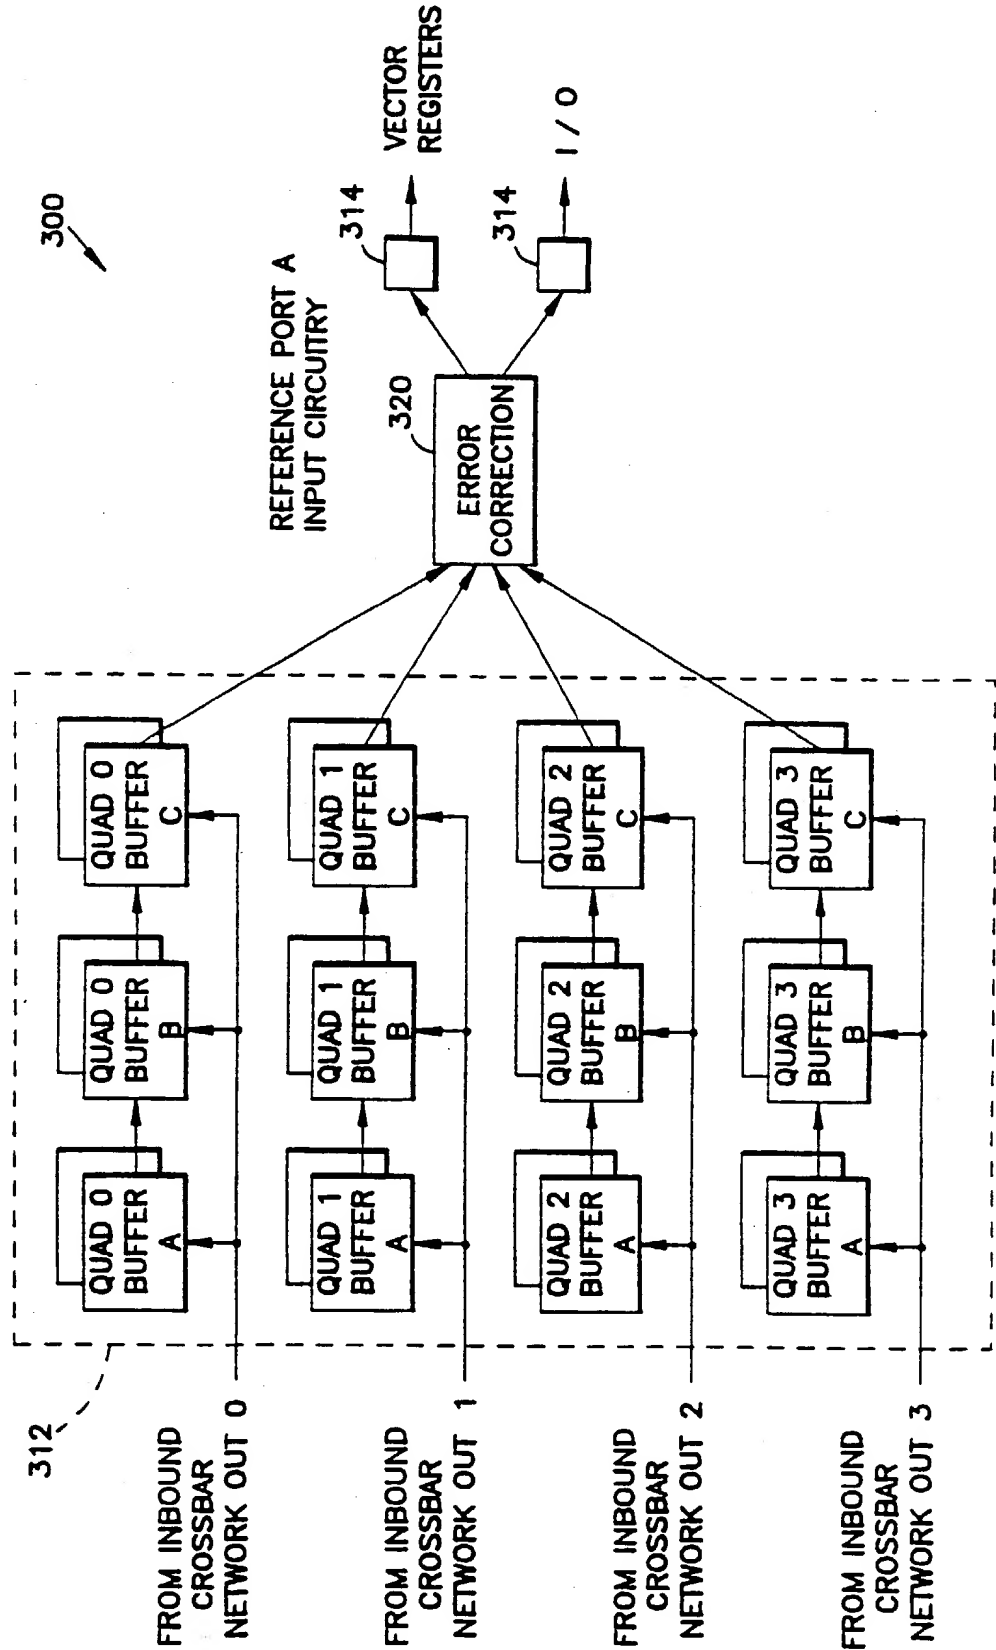 300
REFERENCE PORT A
INPUT CIRCUITRY
312
FROM INBOUND
CROSSBAR
NETWORK OUT 0
QUAD 0
BUFFER
A
QUAD 0
BUFFER
B
QUAD 0
BUFFER
C
FROM INBOUND
CROSSBAR
NETWORK OUT 1
QUAD 1
BUFFER
A
QUAD 1
BUFFER
B
QUAD 1
BUFFER
C
FROM INBOUND
CROSSBAR
NETWORK OUT 2
QUAD 2
BUFFER
A
QUAD 2
BUFFER
B
QUAD 2
BUFFER
C
FROM INBOUND
CROSSBAR
NETWORK OUT 3
QUAD 3
BUFFER
A
QUAD 3
BUFFER
B
QUAD 3
BUFFER
C
320
ERROR
CORRECTION
314
VECTOR
REGISTERS
314
I / O